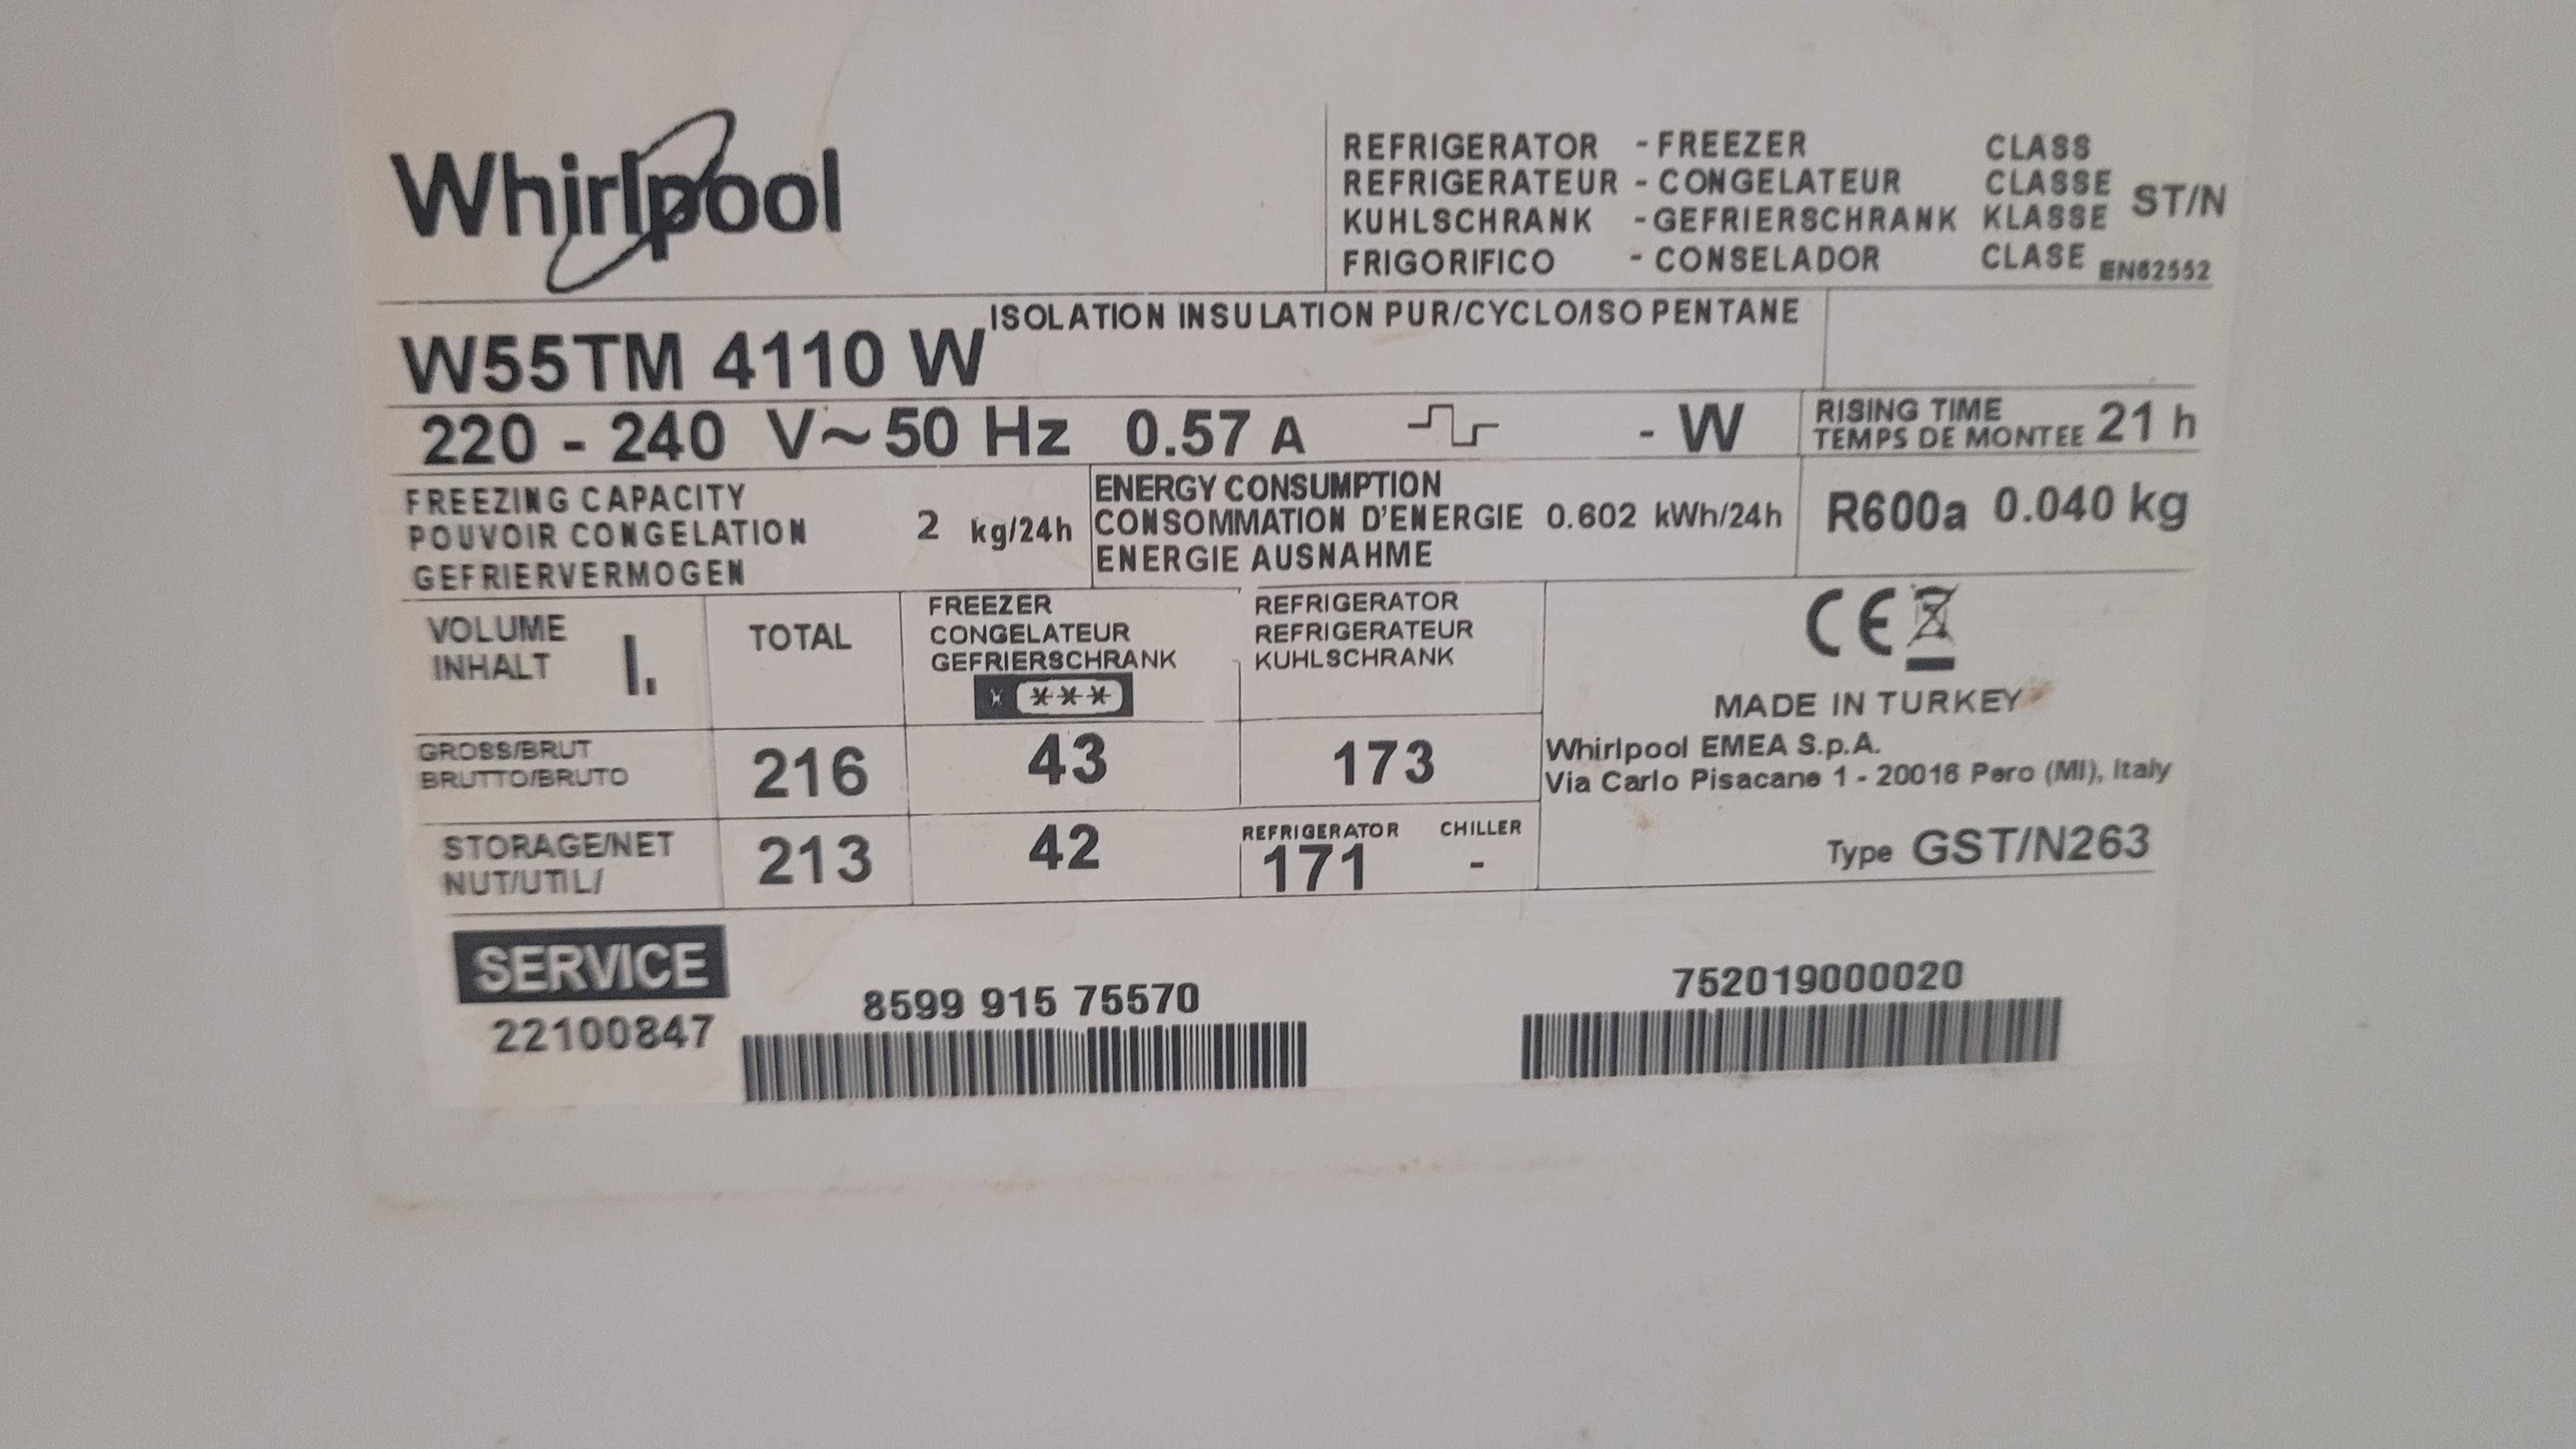 Whirlpool
REFRIGERATOR - FREEZER CLASS
REFRIGERATEUR - CONGELATEUR CLASSE
KUHLSCHRANK - GEFRIERSCHRANK KLASSE ST/N
FRIGORIFICO - CONSELADOR CLASE EN62552
ISOLATION INSULATION PUR/CYCLO/ISO PENTANE
W55TM 4110 W
220 - 240 V~50 Hz 0.57 A - W
RISING TIME
TEMPS DE MONTEE 21 h
FREEZING CAPACITY
POUVOIR CONGELATION 2 kg/24h
GEFRIERVERMOGEN
ENERGY CONSUMPTION
CONSOMMATION D'ENERGIE 0.602 kWh/24h
ENERGIE AUSNAHME
R600a 0.040 kg
VOLUME
INHALT l.
TOTAL
FREEZER
CONGELATEUR
GEFRIERSCHRANK
* ***
REFRIGERATOR
REFRIGERATEUR
KUHLSCHRANK
CE
MADE IN TURKEY
GROSS/BRUT
BRUTTO/BRUTO
216 43 173
Whirlpool EMEA S.p.A.
Via Carlo Pisacane 1 - 20016 Pero (MI), Italy
STORAGE/NET
NUT/UTIL/
213 42
REFRIGERATOR CHILLER
171 -
Type GST/N263
SERVICE
22100847
8599 915 75570
752019000020